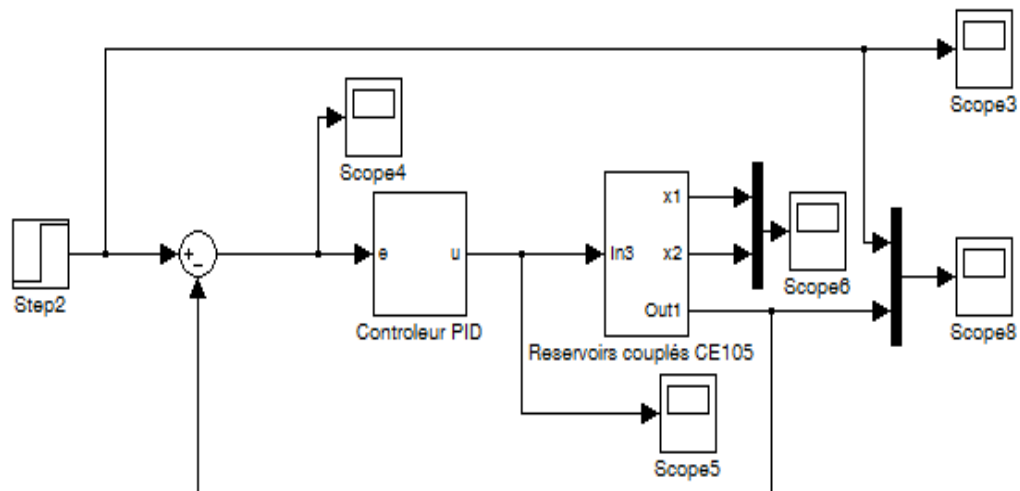 Scope3
Scope4
x1
+
−
e
u
In3
x2
Scope6
Step2
Out1
Controleur PID
Scope8
Reservoirs couplés CE105
Scope5